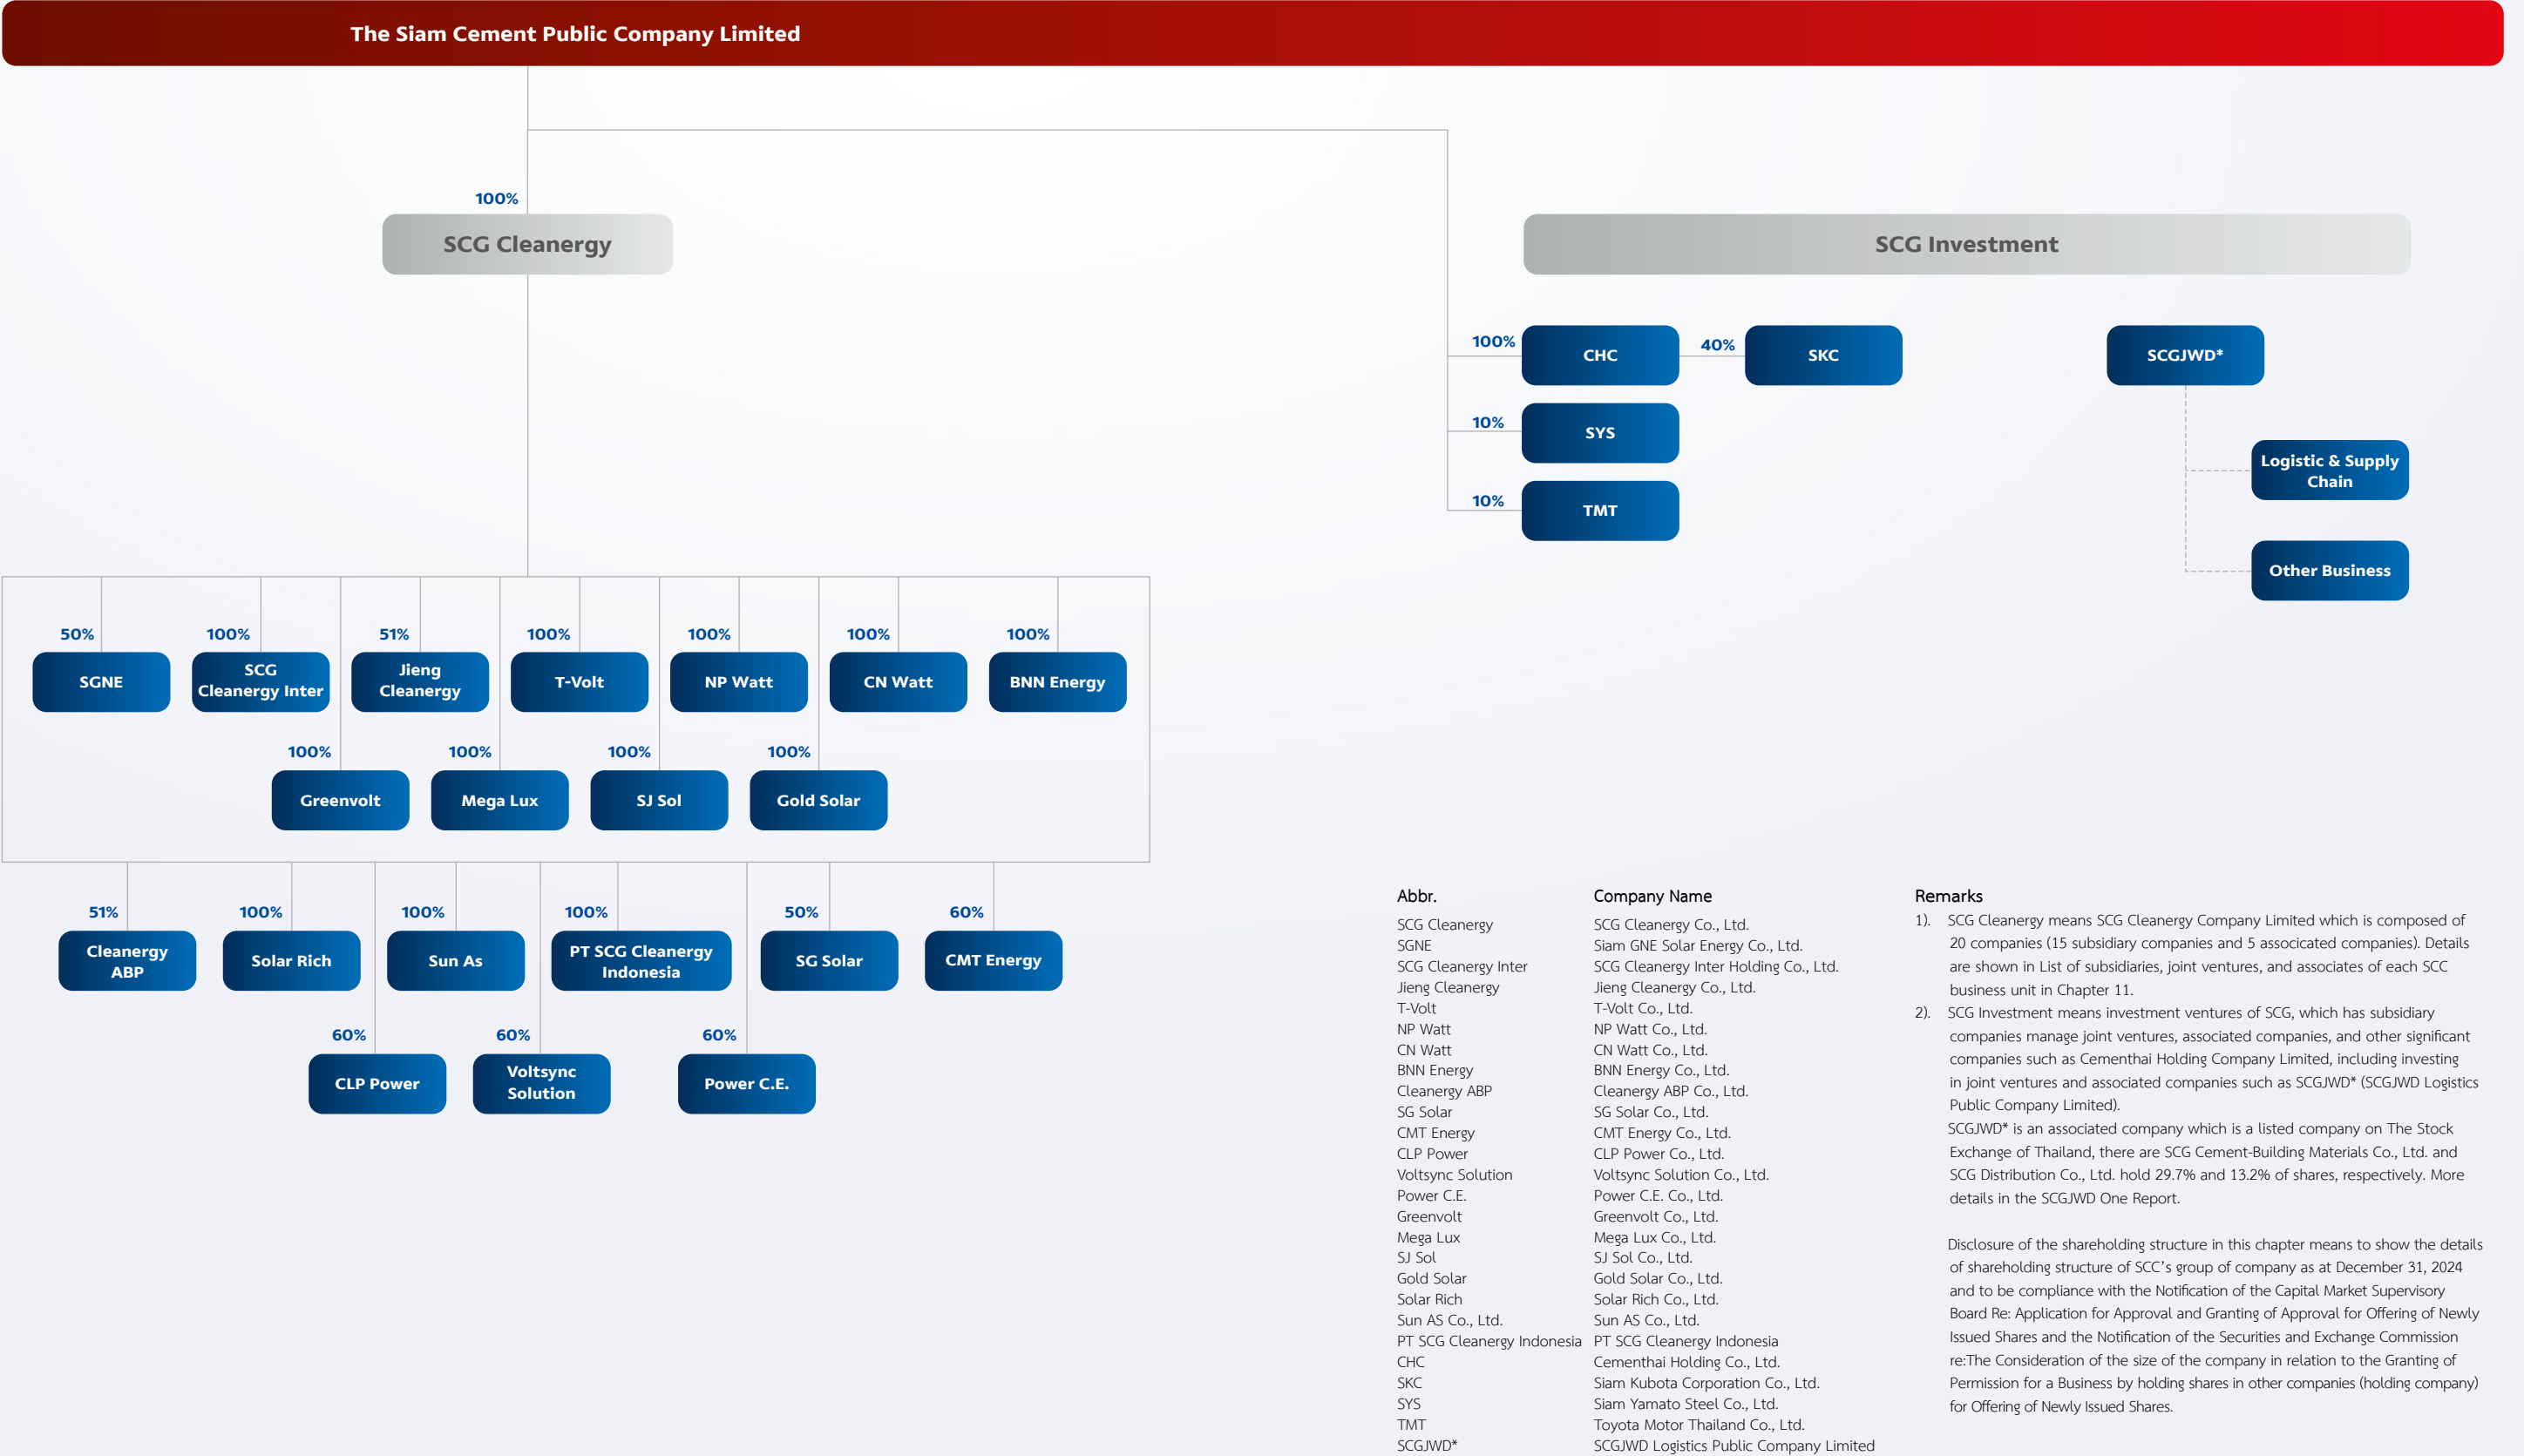 The Siam Cement Public Company Limited
100%
SCG Cleanergy
SCG Investment
100%
CHC
40%
SKC
SCGJWD*
10%
SYS
10%
TMT
Logistic & Supply
Chain
Other Business
50%
100%
51%
100%
100%
100%
100%
SGNE
SCG
Cleanergy Inter
Jieng
Cleanergy
T-Volt
NP Watt
CN Watt
BNN Energy
100%
100%
100%
100%
Greenvolt
Mega Lux
SJ Sol
Gold Solar
51%
100%
100%
100%
50%
60%
Cleanergy
ABP
Solar Rich
Sun As
PT SCG Cleanergy
Indonesia
SG Solar
CMT Energy
60%
60%
60%
CLP Power
Voltsync
Solution
Power C.E.
Abbr. Company Name
SCG Cleanergy SCG Cleanergy Co., Ltd.
SGNE Siam GNE Solar Energy Co., Ltd.
SCG Cleanergy Inter SCG Cleanergy Inter Holding Co., Ltd.
Jieng Cleanergy Jieng Cleanergy Co., Ltd.
T-Volt T-Volt Co., Ltd.
NP Watt NP Watt Co., Ltd.
CN Watt CN Watt Co., Ltd.
BNN Energy BNN Energy Co., Ltd.
Cleanergy ABP Cleanergy ABP Co., Ltd.
SG Solar SG Solar Co., Ltd.
CMT Energy CMT Energy Co., Ltd.
CLP Power CLP Power Co., Ltd.
Voltsync Solution Voltsync Solution Co., Ltd.
Power C.E. Power C.E. Co., Ltd.
Greenvolt Greenvolt Co., Ltd.
Mega Lux Mega Lux Co., Ltd.
SJ Sol SJ Sol Co., Ltd.
Gold Solar Gold Solar Co., Ltd.
Solar Rich Solar Rich Co., Ltd.
Sun AS Co., Ltd. Sun AS Co., Ltd.
PT SCG Cleanergy Indonesia PT SCG Cleanergy Indonesia
CHC Cementhai Holding Co., Ltd.
SKC Siam Kubota Corporation Co., Ltd.
SYS Siam Yamato Steel Co., Ltd.
TMT Toyota Motor Thailand Co., Ltd.
SCGJWD* SCGJWD Logistics Public Company Limited
Remarks
1). SCG Cleanergy means SCG Cleanergy Company Limited which is composed of
20 companies (15 subsidiary companies and 5 associcated companies). Details
are shown in List of subsidiaries, joint ventures, and associates of each SCC
business unit in Chapter 11.
2). SCG Investment means investment ventures of SCG, which has subsidiary
companies manage joint ventures, associated companies, and other significant
companies such as Cementhai Holding Company Limited, including investing
in joint ventures and associated companies such as SCGJWD* (SCGJWD Logistics
Public Company Limited).
SCGJWD* is an associated company which is a listed company on The Stock
Exchange of Thailand, there are SCG Cement-Building Materials Co., Ltd. and
SCG Distribution Co., Ltd. hold 29.7% and 13.2% of shares, respectively. More
details in the SCGJWD One Report.
Disclosure of the shareholding structure in this chapter means to show the details
of shareholding structure of SCC's group of company as at December 31, 2024
and to be compliance with the Notification of the Capital Market Supervisory
Board Re: Application for Approval and Granting of Approval for Offering of Newly
Issued Shares and the Notification of the Securities and Exchange Commission
re:The Consideration of the size of the company in relation to the Granting of
Permission for a Business by holding shares in other companies (holding company)
for Offering of Newly Issued Shares.